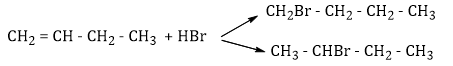 CH₂Br - CH₂ - CH₂ - CH₃
CH₂ = CH - CH₂ - CH₃ + HBr
CH₃ - CHBr - CH₂ - CH₃